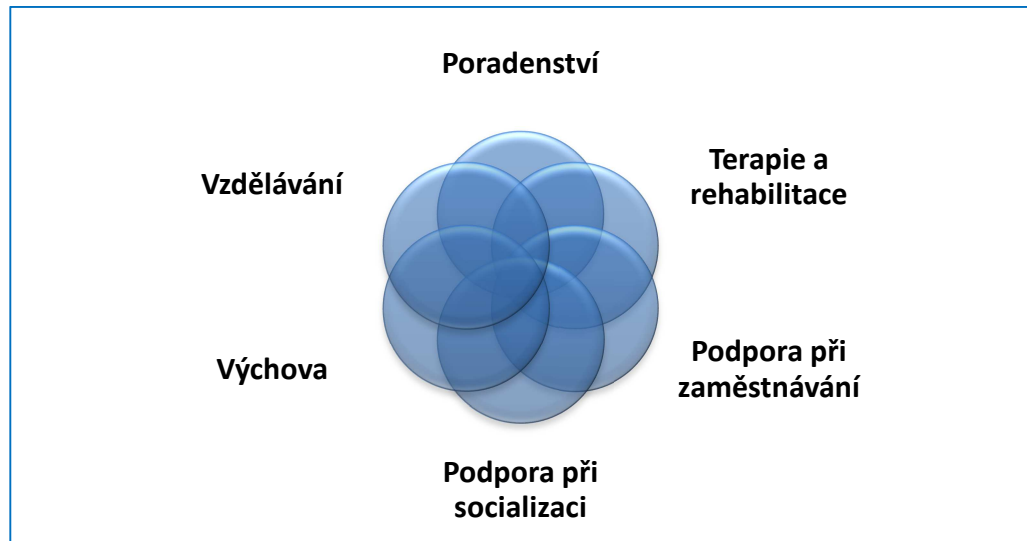 Poradenství
Terapie a
rehabilitace
Podpora při
zaměstnávání
Podpora při
socializaci
Výchova
Vzdělávání